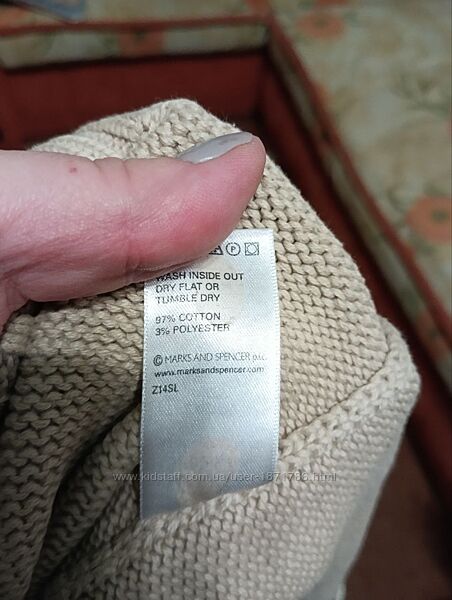 WASH INSIDE OUT
DRY FLAT OR
TUMBLE DRY
97% COTTON
3% POLYESTER
© MARKS AND SPENCER p.l.c.
www.marksandspencer.com
Z14SL
www.kidstaff.com.ua/user-1871786.html